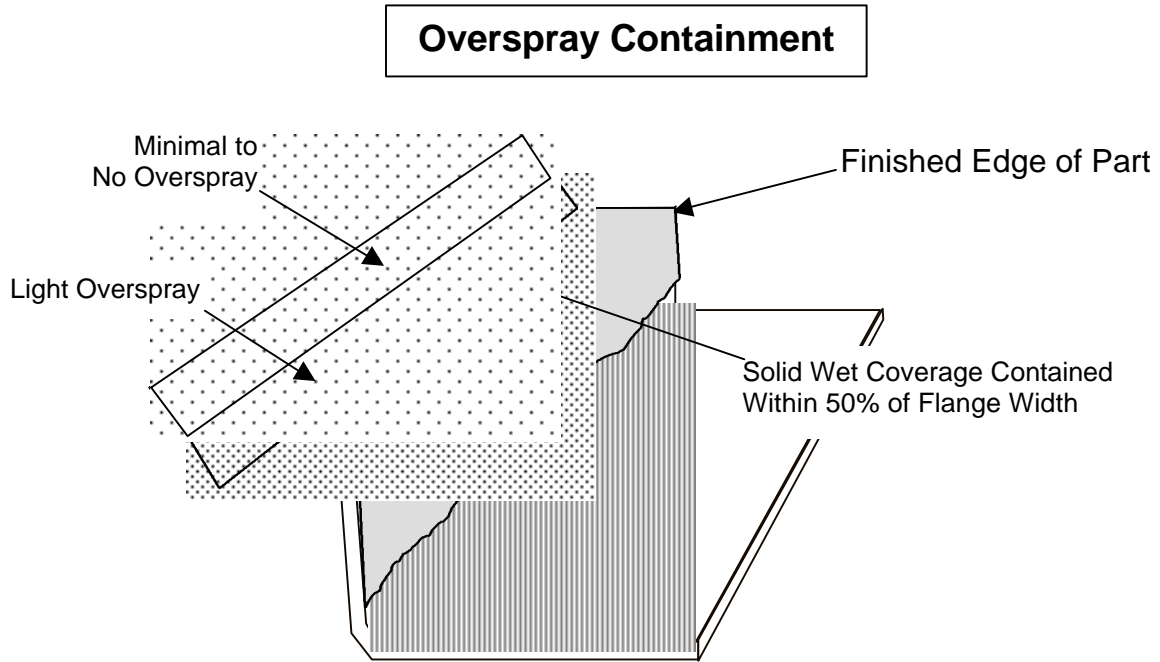 Overspray Containment
Minimal to
No Overspray
Finished Edge of Part
Light Overspray
Solid Wet Coverage Contained
Within 50% of Flange Width